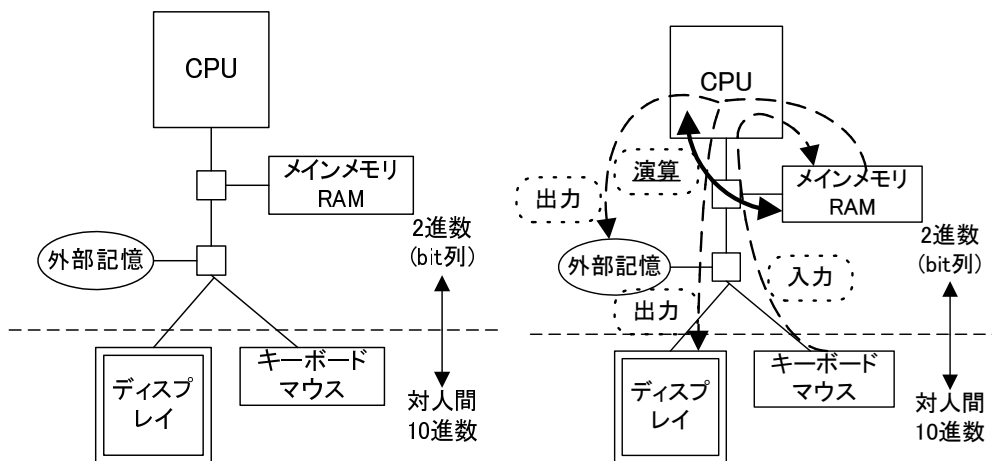 CPU
メインメモリ
RAM
外部記憶
2進数
(bit列)
ディスプ
レイ
キーボード
マウス
対人間
10進数
CPU
演算
出力
メインメモリ
RAM
外部記憶
出力
入力
2進数
(bit列)
ディスプ
レイ
キーボード
マウス
対人間
10進数